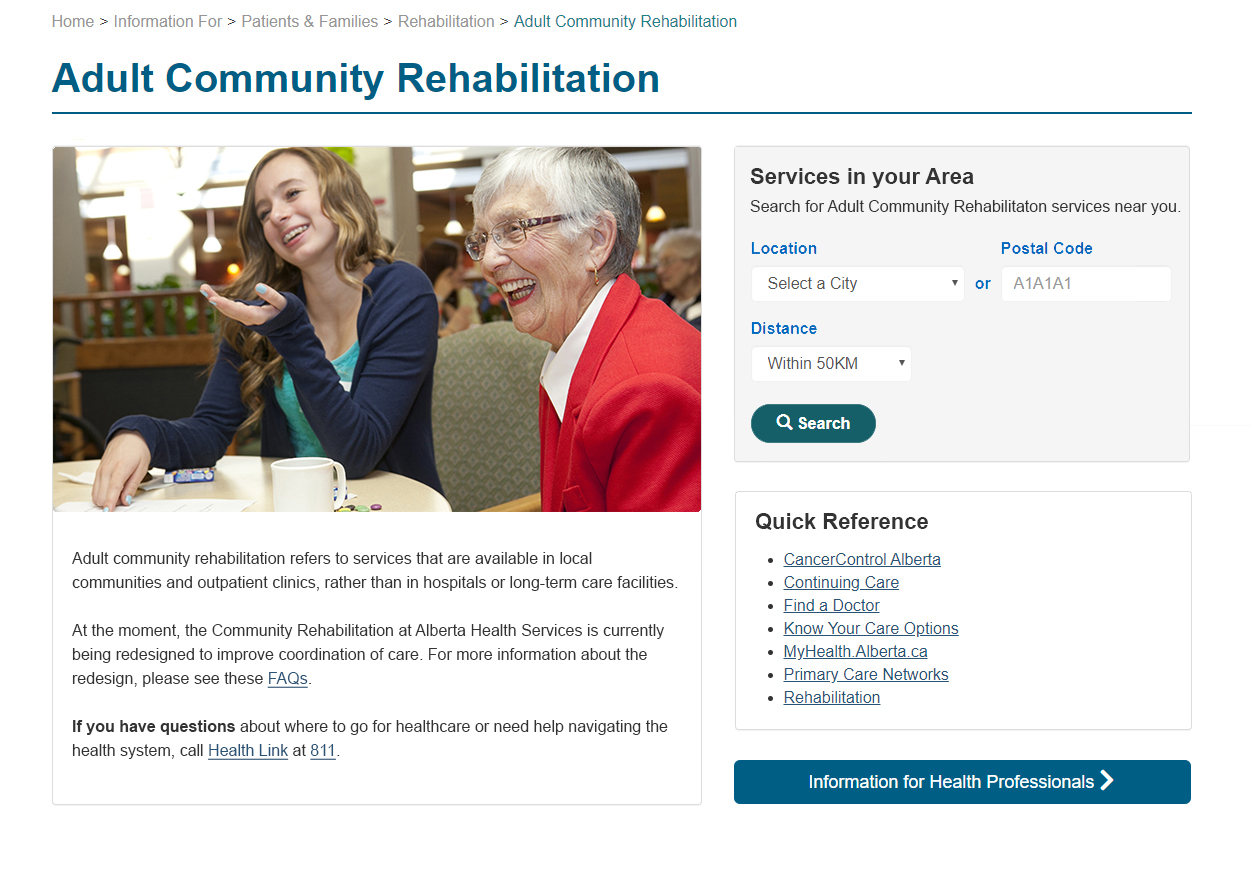 Home > Information For > Patients & Families > Rehabilitation > Adult Community Rehabilitation
Adult Community Rehabilitation
Services in your Area
Search for Adult Community Rehabilitaton services near you.
Location
Postal Code
Select a City
or
A1A1A1
Distance
Within 50KM
Search
Adult community rehabilitation refers to services that are available in local
communities and outpatient clinics, rather than in hospitals or long-term care facilities.
At the moment, the Community Rehabilitation at Alberta Health Services is currently
being redesigned to improve coordination of care. For more information about the
redesign, please see these FAQs.
If you have questions about where to go for healthcare or need help navigating the
health system, call Health Link at 811.
Quick Reference
• CancerControl Alberta
• Continuing Care
• Find a Doctor
• Know Your Care Options
• MyHealth.Alberta.ca
• Primary Care Networks
• Rehabilitation
Information for Health Professionals